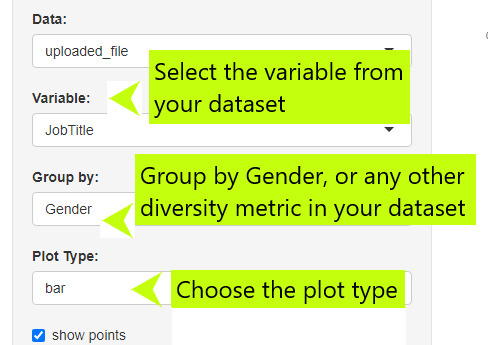 Data:
uploaded_file
Select the variable from
your dataset
Variable:
JobTitle
Group by:
Group by Gender, or any other
diversity metric in your dataset
Gender
Plot Type:
bar
Choose the plot type
show points